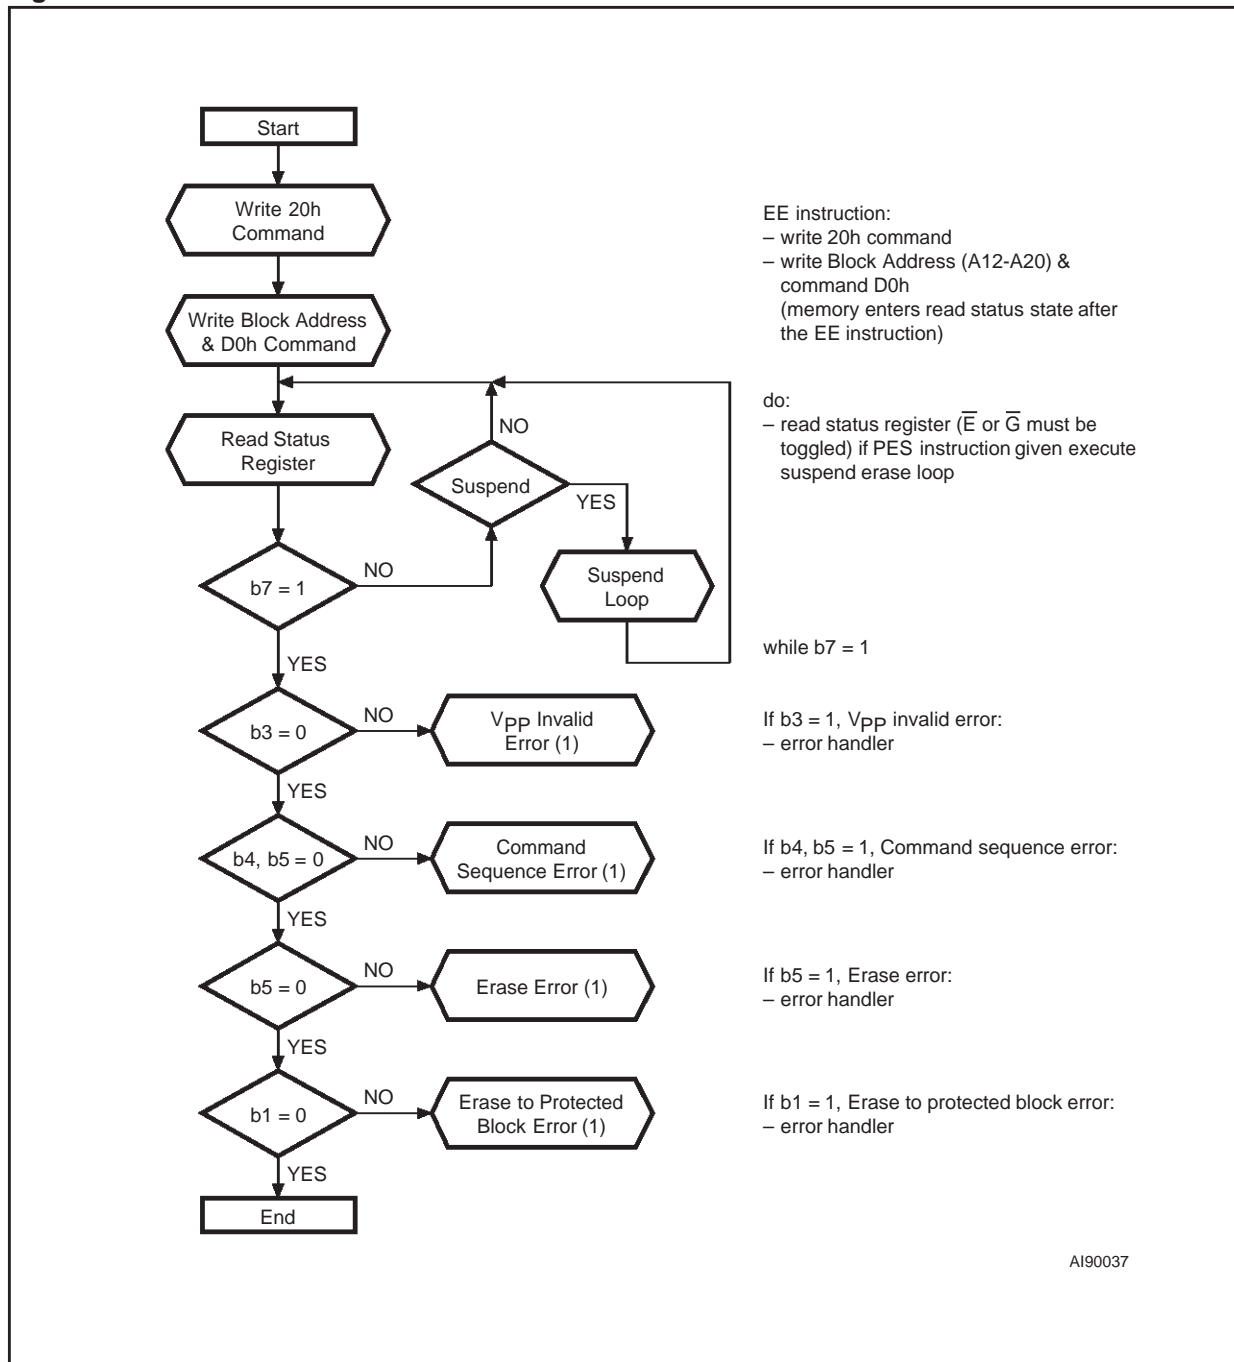 Start
Write 20h
Command
EE instruction:
– write 20h command
– write Block Address (A12-A20) &
command D0h
(memory enters read status state after
the EE instruction)
Write Block Address
& D0h Command
NO
do:
– read status register (E̅ or G̅ must be
toggled) if PES instruction given execute
suspend erase loop
Read Status
Register
Suspend
YES
b7 = 1
NO
Suspend
Loop
while b7 = 1
YES
b3 = 0
NO
VPP Invalid
Error (1)
If b3 = 1, VPP invalid error:
– error handler
YES
b4, b5 = 0
NO
Command
Sequence Error (1)
If b4, b5 = 1, Command sequence error:
– error handler
YES
b5 = 0
NO
Erase Error (1)
If b5 = 1, Erase error:
– error handler
YES
b1 = 0
NO
Erase to Protected
Block Error (1)
If b1 = 1, Erase to protected block error:
– error handler
YES
End
AI90037